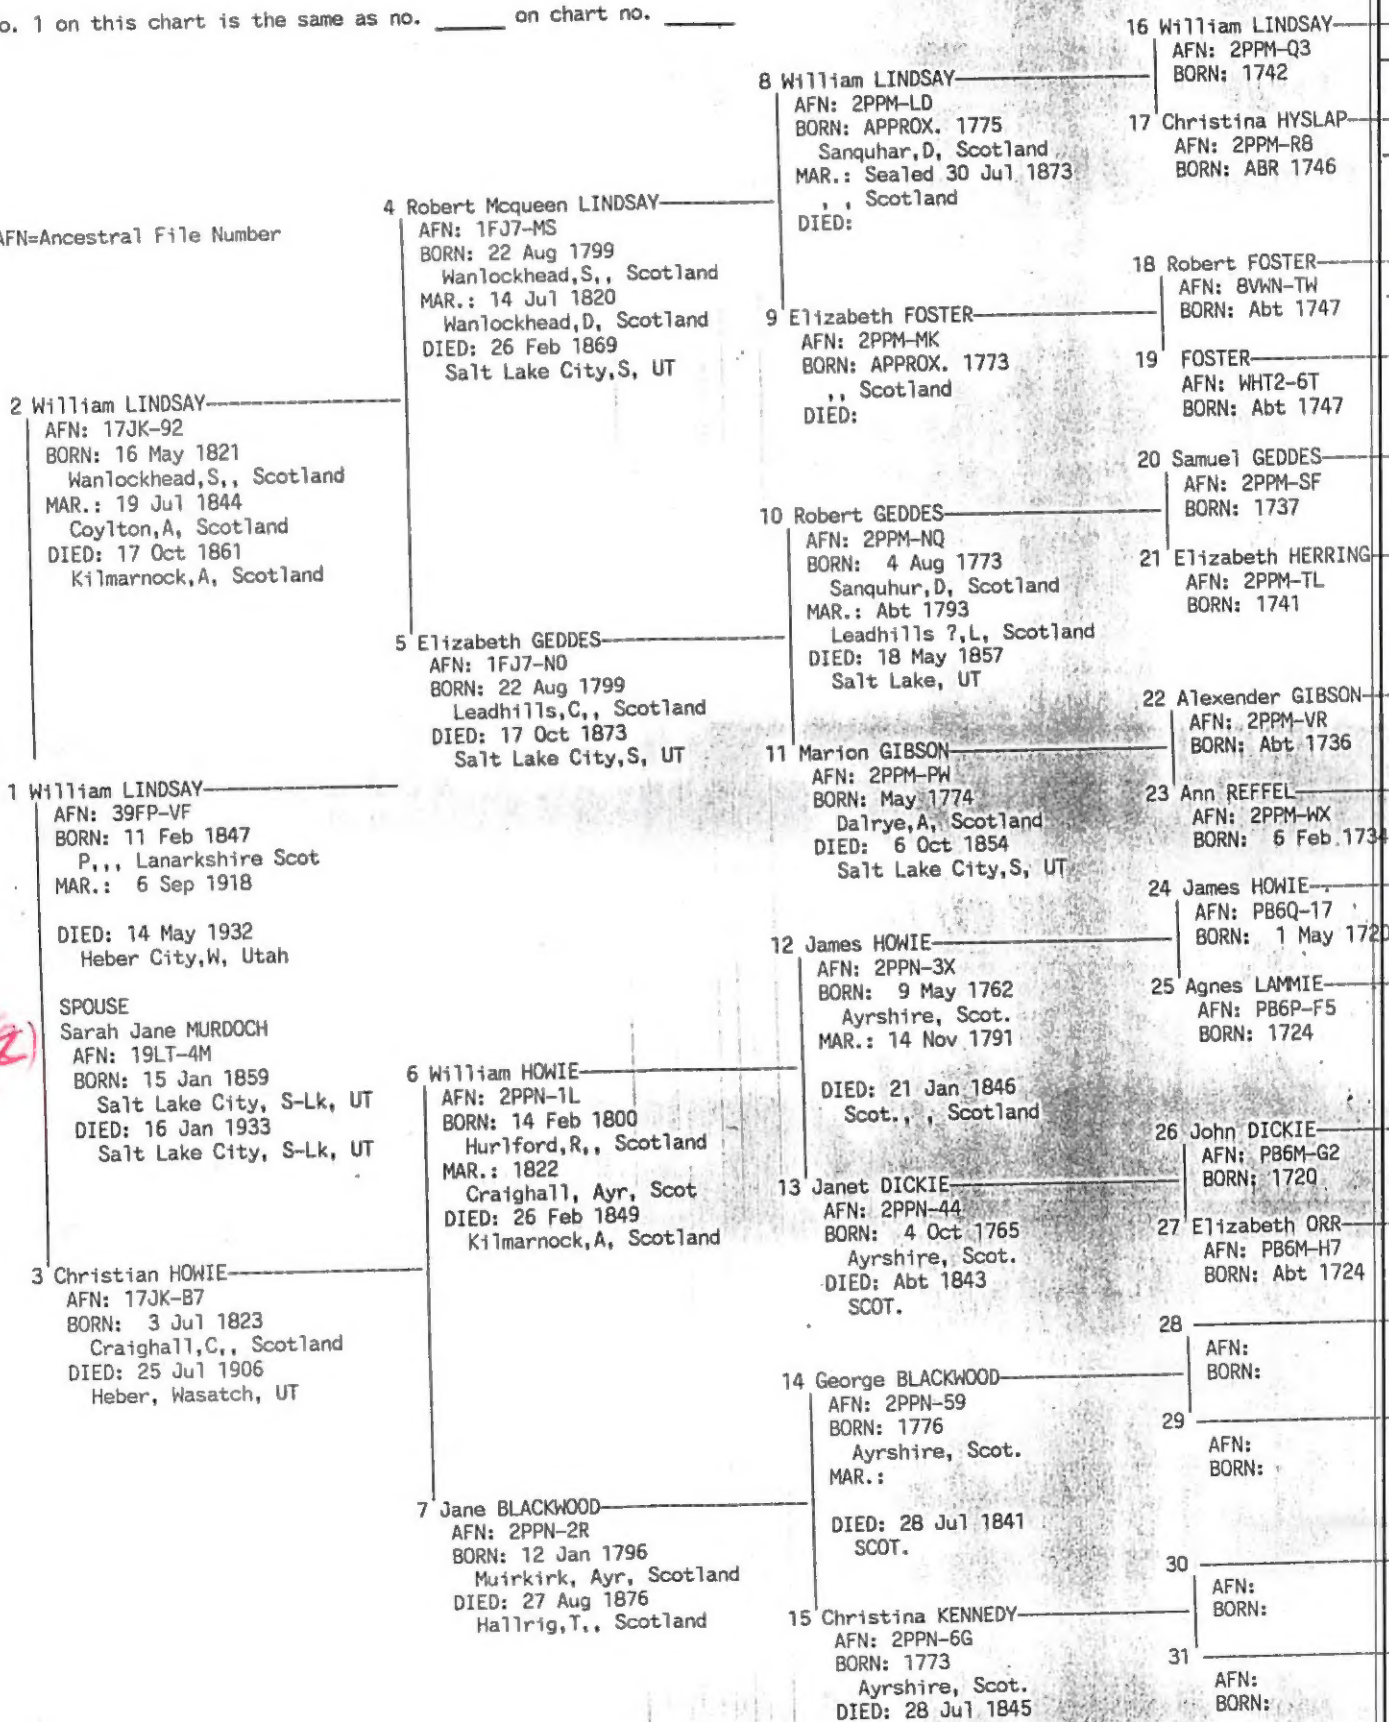 o. 1 on this chart is the same as no. _____ on chart no. _____
AFN=Ancestral File Number
2 William LINDSAY
AFN: 17JK-92
BORN: 16 May 1821
Wanlockhead,S,, Scotland
MAR.: 19 Jul 1844
Coylton,A, Scotland
DIED: 17 Oct 1861
Kilmarnock,A, Scotland
1 William LINDSAY
AFN: 39FP-VF
BORN: 11 Feb 1847
P,,, Lanarkshire Scot
MAR.: 6 Sep 1918
DIED: 14 May 1932
Heber City,W, Utah
SPOUSE
Sarah Jane MURDOCH
AFN: 19LT-4M
BORN: 15 Jan 1859
Salt Lake City, S-Lk, UT
DIED: 16 Jan 1933
Salt Lake City, S-Lk, UT
3 Christian HOWIE
AFN: 17JK-B7
BORN: 3 Jul 1823
Craighall,C,, Scotland
DIED: 25 Jul 1906
Heber, Wasatch, UT
4 Robert Mcqueen LINDSAY
AFN: 1FJ7-MS
BORN: 22 Aug 1799
Wanlockhead,S,, Scotland
MAR.: 14 Jul 1820
Wanlockhead,D, Scotland
DIED: 26 Feb 1869
Salt Lake City,S, UT
5 Elizabeth GEDDES
AFN: 1FJ7-N0
BORN: 22 Aug 1799
Leadhills,C,, Scotland
DIED: 17 Oct 1873
Salt Lake City,S, UT
6 William HOWIE
AFN: 2PPN-1L
BORN: 14 Feb 1800
Hurlford,R,, Scotland
MAR.: 1822
Craighall, Ayr, Scot
DIED: 26 Feb 1849
Kilmarnock,A, Scotland
7 Jane BLACKWOOD
AFN: 2PPN-2R
BORN: 12 Jan 1796
Muirkirk, Ayr, Scotland
DIED: 27 Aug 1876
Hallrig,T,, Scotland
8 William LINDSAY
AFN: 2PPM-LD
BORN: APPROX. 1775
Sanquhar,D, Scotland
MAR.: Sealed 30 Jul 1873
, , Scotland
DIED:
9 Elizabeth FOSTER
AFN: 2PPM-MK
BORN: APPROX. 1773
,, Scotland
DIED:
10 Robert GEDDES
AFN: 2PPM-NQ
BORN: 4 Aug 1773
Sanquhur,D, Scotland
MAR.: Abt 1793
Leadhills ?,L, Scotland
DIED: 18 May 1857
Salt Lake, UT
11 Marion GIBSON
AFN: 2PPM-PW
BORN: May 1774
Dalrye,A, Scotland
DIED: 6 Oct 1854
Salt Lake City,S, UT
12 James HOWIE
AFN: 2PPN-3X
BORN: 9 May 1762
Ayrshire, Scot.
MAR.: 14 Nov 1791
DIED: 21 Jan 1846
Scot., , Scotland
13 Janet DICKIE
AFN: 2PPN-44
BORN: 4 Oct 1765
Ayrshire, Scot.
DIED: Abt 1843
SCOT.
14 George BLACKWOOD
AFN: 2PPN-59
BORN: 1776
Ayrshire, Scot.
MAR.:
DIED: 28 Jul 1841
SCOT.
15 Christina KENNEDY
AFN: 2PPN-6G
BORN: 1773
Ayrshire, Scot.
DIED: 28 Jul 1845
16 William LINDSAY
AFN: 2PPM-Q3
BORN: 1742
17 Christina HYSLAP
AFN: 2PPM-R8
BORN: ABR 1746
18 Robert FOSTER
AFN: 8VWN-TW
BORN: Abt 1747
19 FOSTER
AFN: WHT2-6T
BORN: Abt 1747
20 Samuel GEDDES
AFN: 2PPM-SF
BORN: 1737
21 Elizabeth HERRING
AFN: 2PPM-TL
BORN: 1741
22 Alexender GIBSON
AFN: 2PPM-VR
BORN: Abt 1736
23 Ann REFFEL
AFN: 2PPM-WX
BORN: 6 Feb 1734
24 James HOWIE
AFN: PB6Q-17
BORN: 1 May 1720
25 Agnes LAMMIE
AFN: PB6P-F5
BORN: 1724
26 John DICKIE
AFN: PB6M-G2
BORN: 1720
27 Elizabeth ORR
AFN: PB6M-H7
BORN: Abt 1724
28
AFN:
BORN:
29
AFN:
BORN:
30
AFN:
BORN:
31
AFN:
BORN: